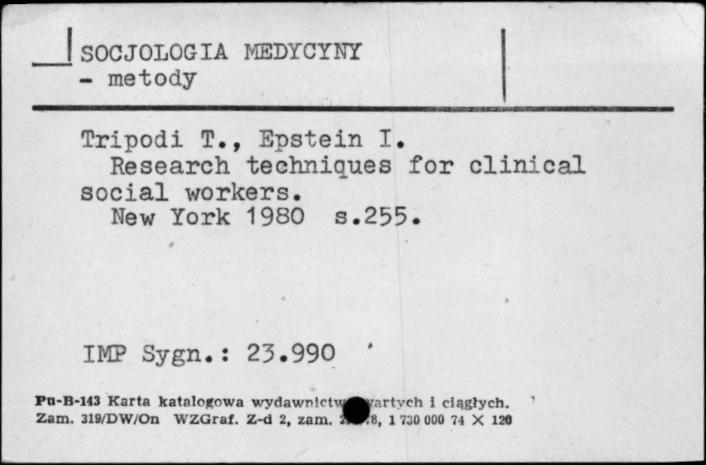 SOCJOLOGIA MEDYCYNY
- metody
Tripodi T., Epstein I.
Research techniques for clinical
social workers.
New York 1980 s.255.
IMP Sygn.: 23.990
Pu-B-143 Karta katalogowa i ciągłych.
Zam. 319/DW/On WZGraf. Z-d 2, zam. 1 730 000 74 X 120